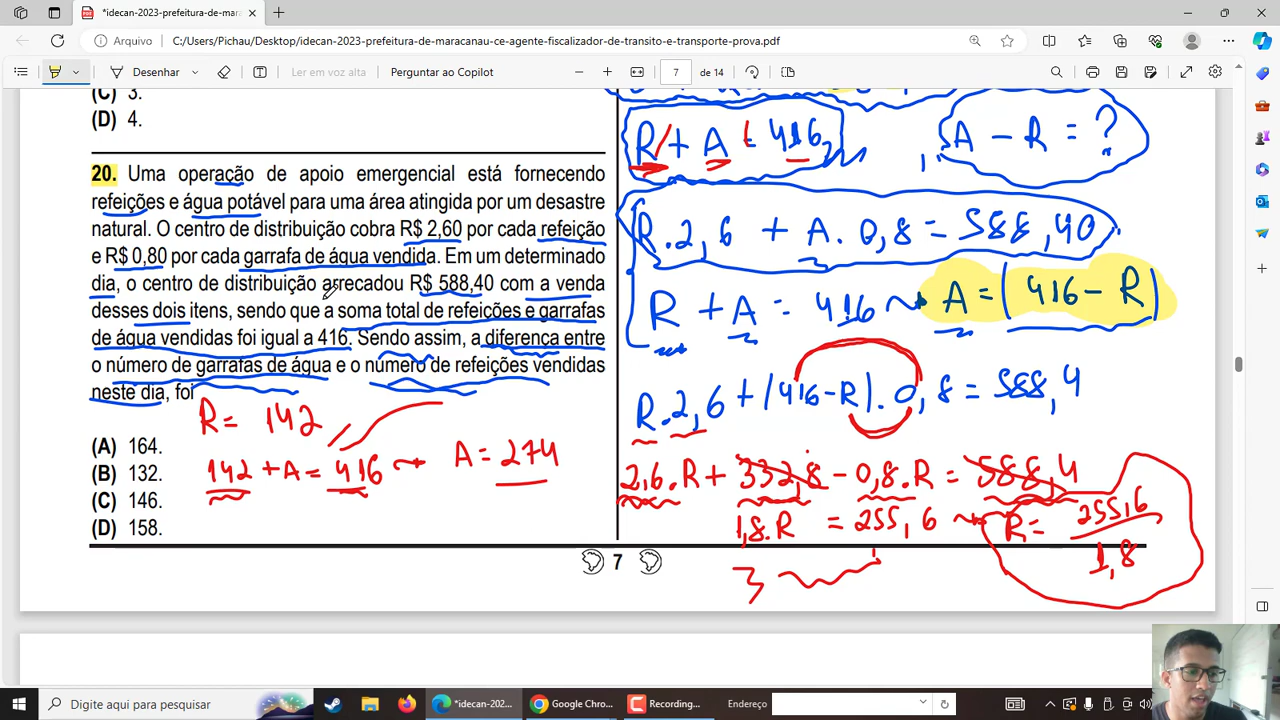 *idecan-2023-prefeitura-de-mara
Arquivo
C:/Users/Pichau/Desktop/idecan-2023-prefeitura-de-maracanau-ce-agente-fiscalizador-de-transito-e-transporte-prova.pdf
Desenhar
Ler em voz alta
Perguntar ao Copilot
7 de 14
(C) 3.
(D) 4.
20. Uma operação de apoio emergencial está fornecendo
refeições e água potável para uma área atingida por um desastre
natural. O centro de distribuição cobra R$ 2,60 por cada refeição
e R$ 0,80 por cada garrafa de água vendida. Em um determinado
dia, o centro de distribuição arrecadou R$ 588,40 com a venda
desses dois itens, sendo que a soma total de refeições e garrafas
de água vendidas foi igual a 416. Sendo assim, a diferença entre
o número de garrafas de água e o número de refeições vendidas
neste dia, foi
R = 142
142 + A = 416 → A = 274
(A) 164.
(B) 132.
(C) 146.
(D) 158.
R + A = 416
A - R = ?
R.2,6 + A.0,8 = 588,40
R + A = 416 → A = (416 - R)
R.2,6 + (416-R).0,8 = 588,4
2,6.R + 332,8 - 0,8.R = 588,4
1,8.R = 255,6 → R = 255,6
1,8
7
Digite aqui para pesquisar
*idecan-202...
Google Chro...
Recording...
Endereço